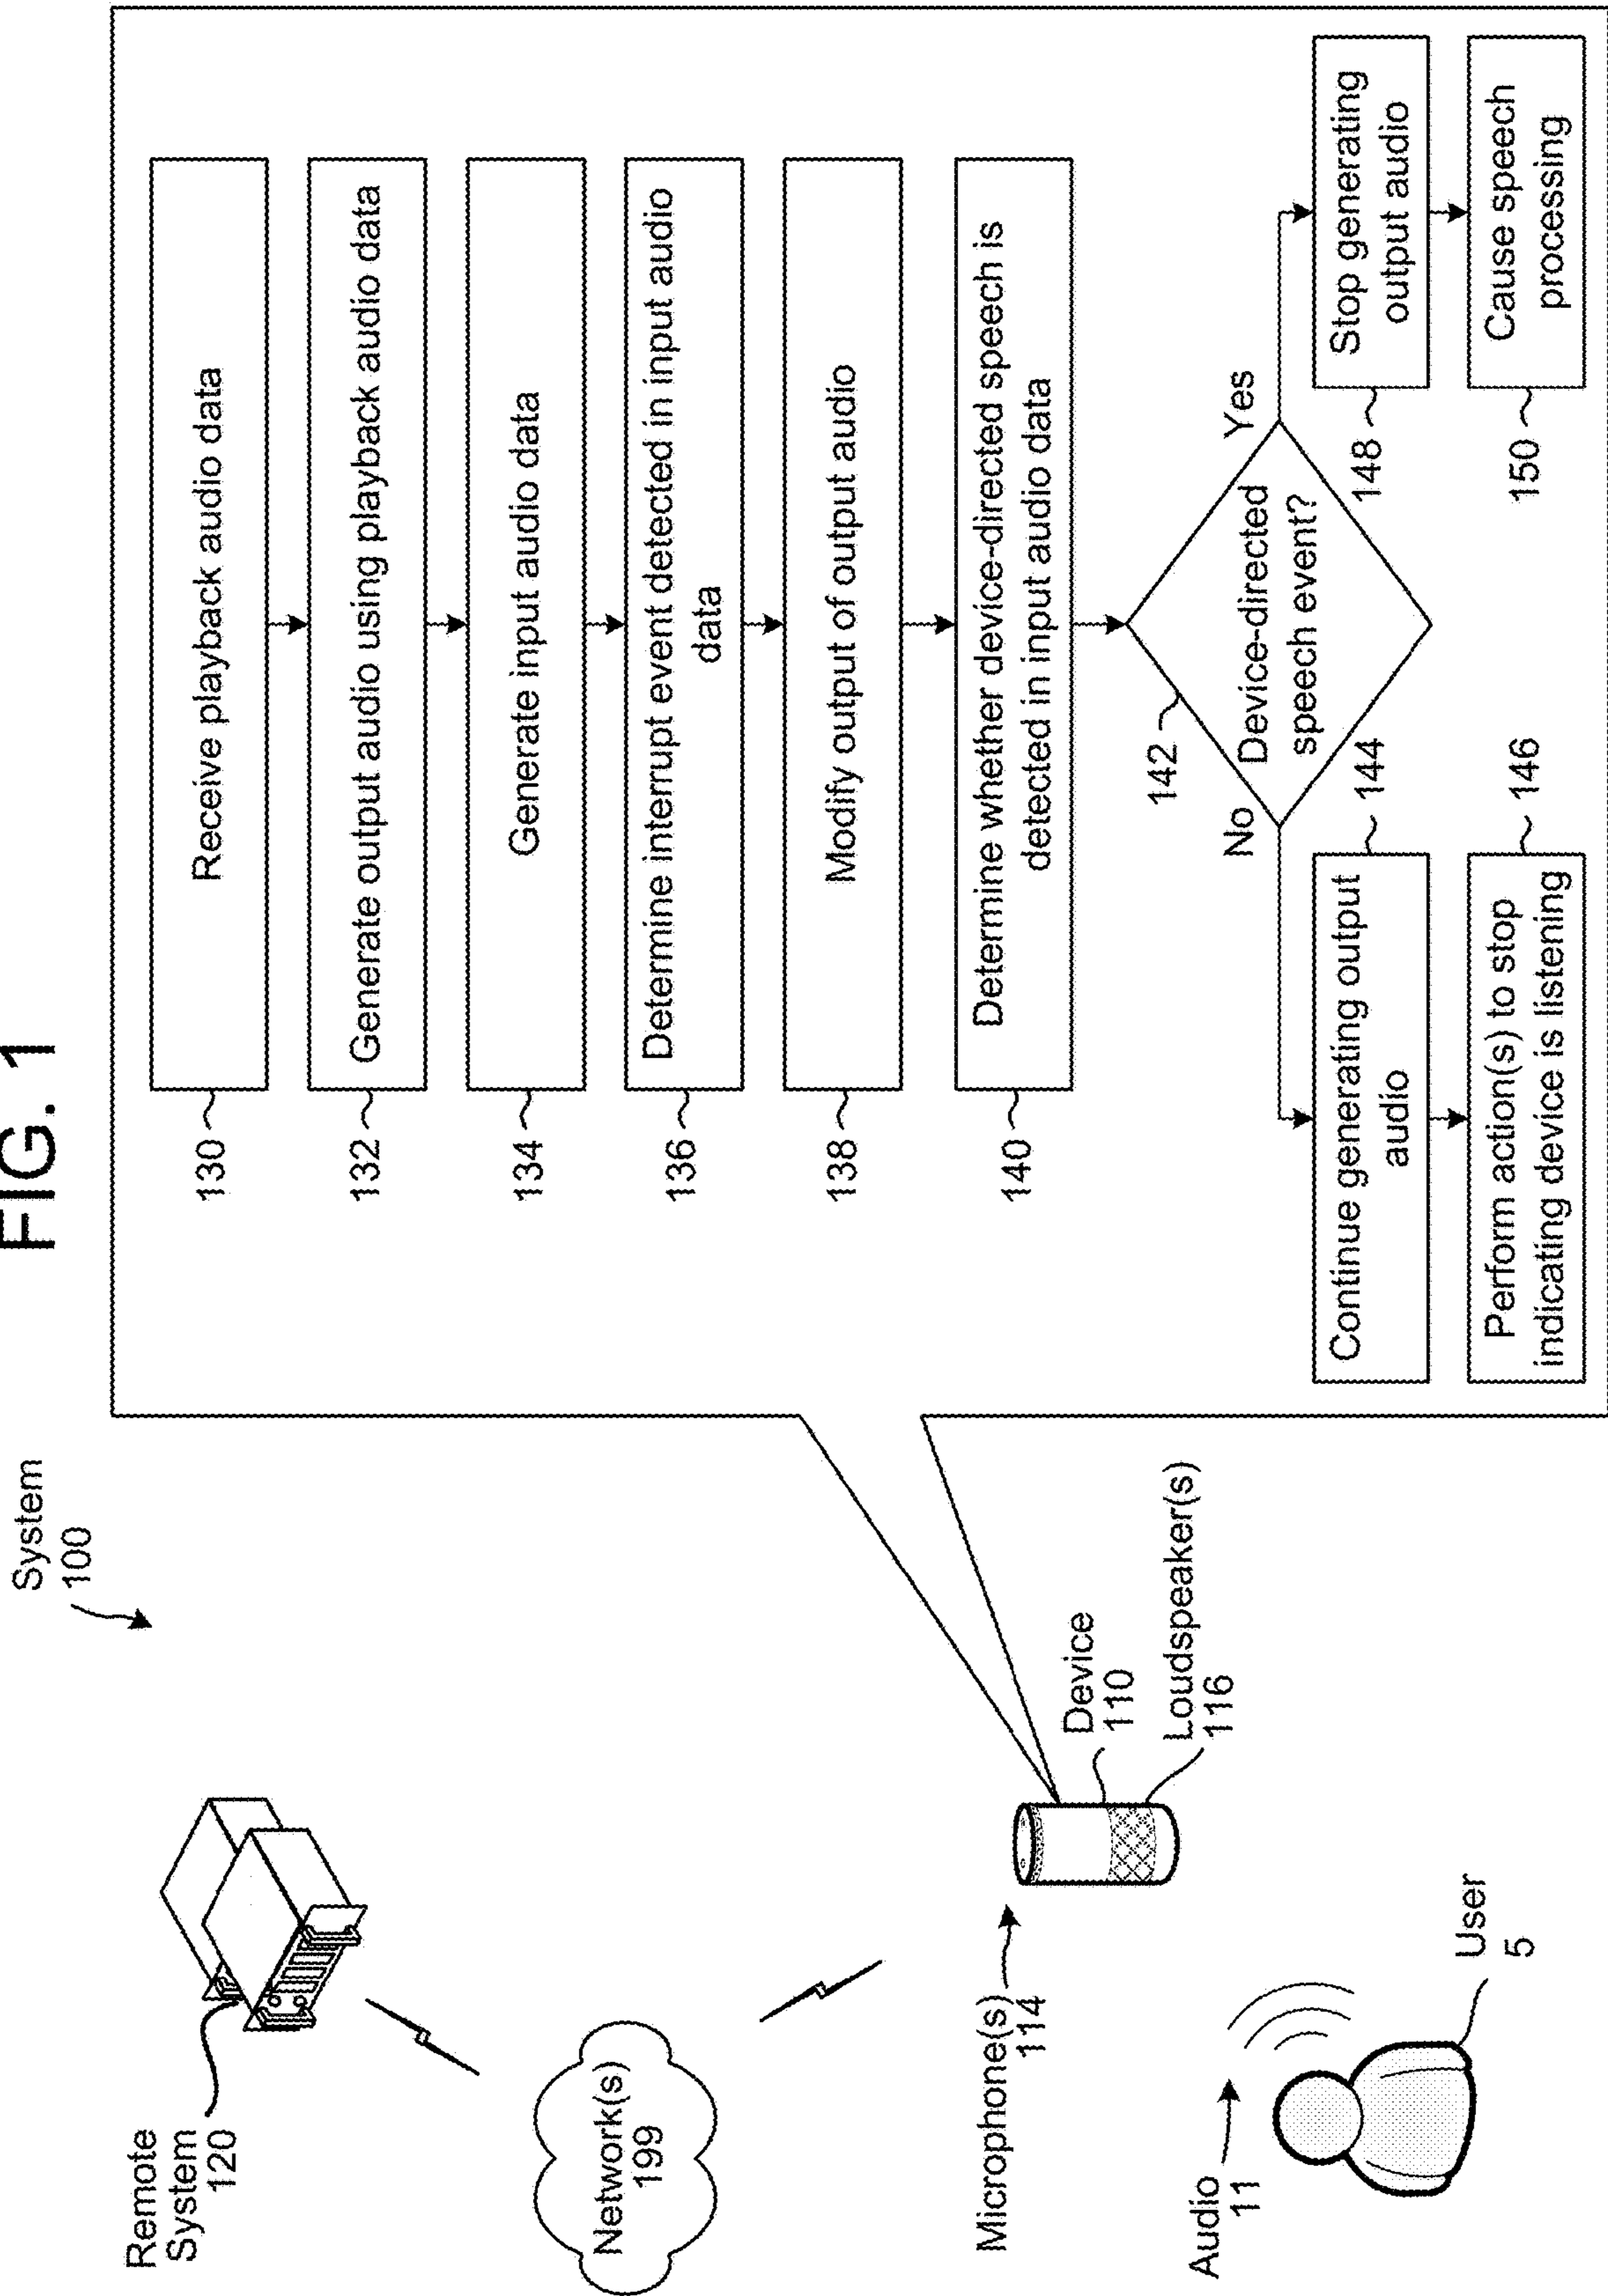 FIG. 1
System
100
Remote
System
120
Network(s)
199
Microphone(s)
114
Device
110
Loudspeaker(s)
116
Audio
11
User
5
130
Receive playback audio data
132
Generate output audio using playback audio data
134
Generate input audio data
136
Determine interrupt event detected in input audio
data
138
Modify output of output audio
140
Determine whether device-directed speech is
detected in input audio data
142
Device-directed
speech event?
No
Yes
144
Continue generating output
audio
146
Perform action(s) to stop
indicating device is listening
148
Stop generating
output audio
150
Cause speech
processing